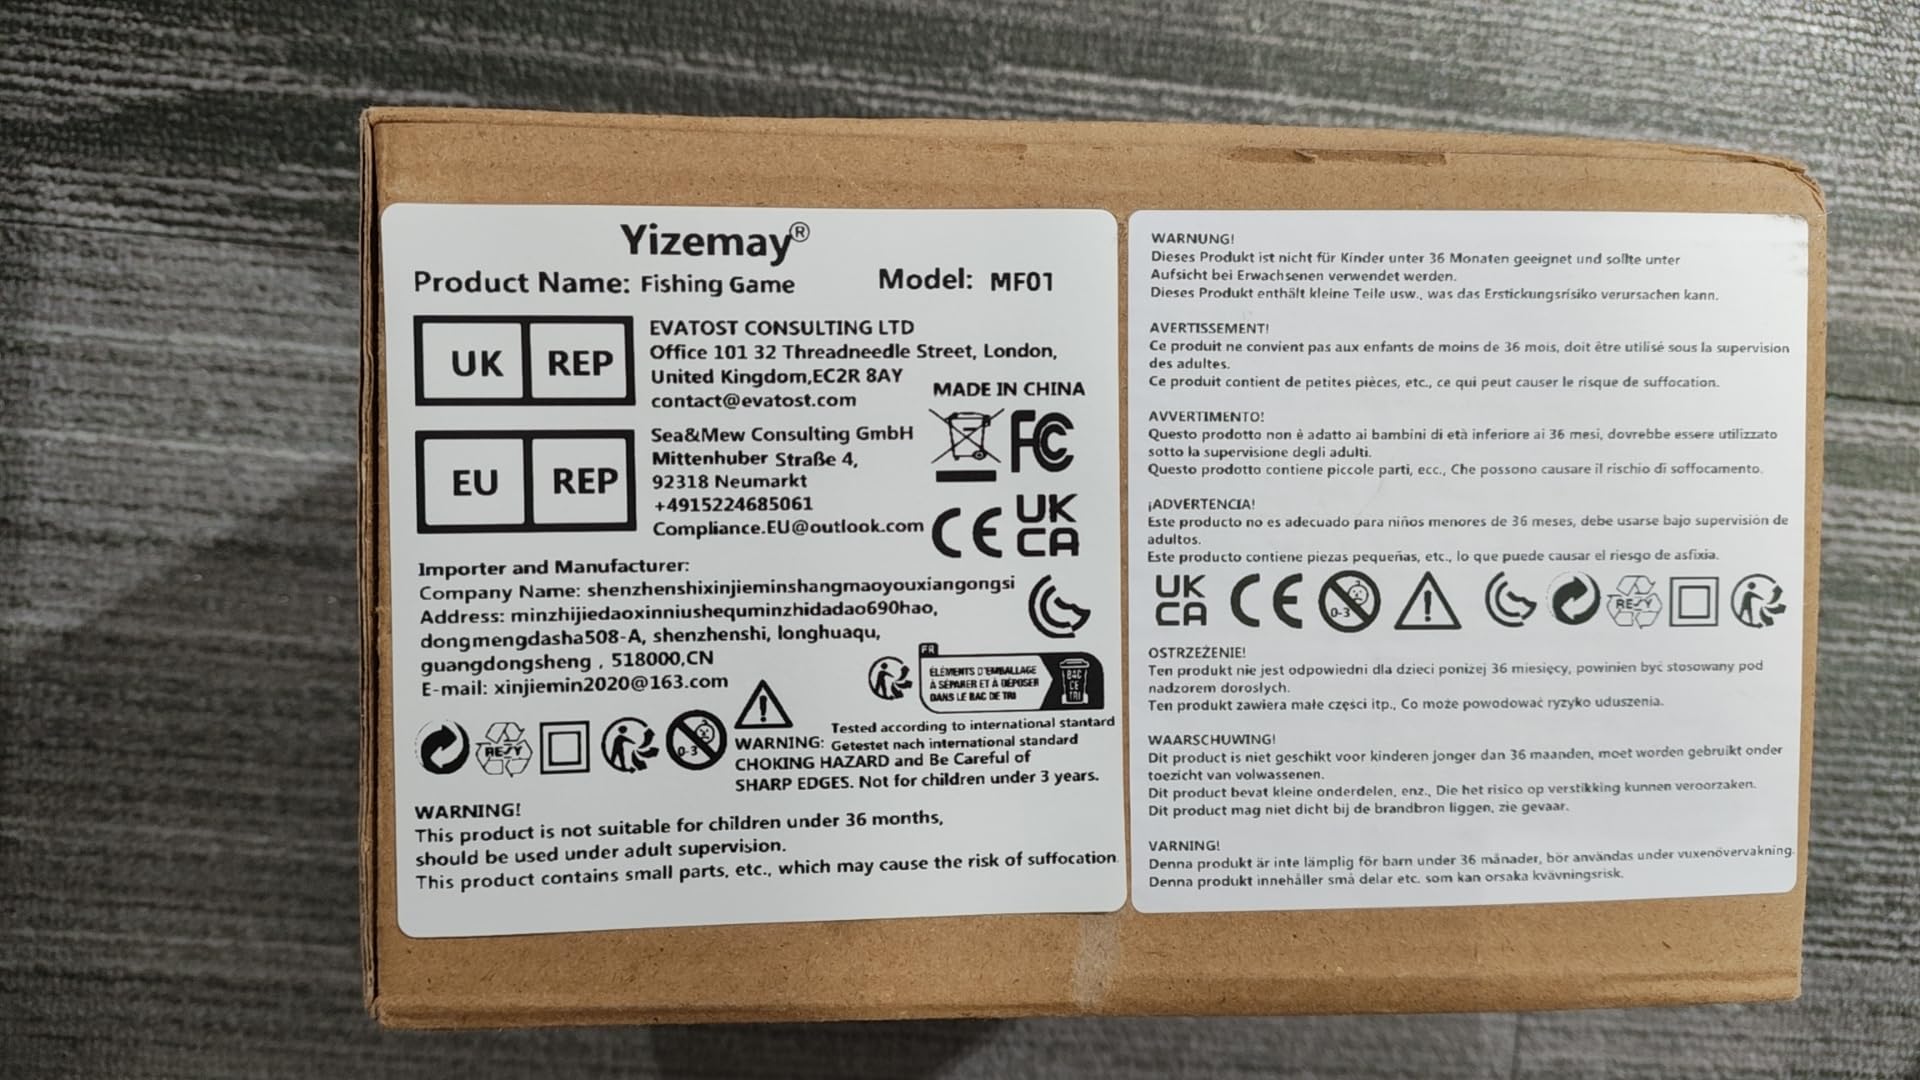 Yizemay®
Product Name: Fishing Game
Model: MF01
UK REP
EVATOST CONSULTING LTD
Office 101 32 Threadneedle Street, London,
United Kingdom,EC2R 8AY
contact@evatost.com
MADE IN CHINA
EU REP
Sea&Mew Consulting GmbH
Mittenhuber Straße 4,
92318 Neumarkt
+4915224685061
Compliance.EU@outlook.com
FC
CE
UK
CA
Importer and Manufacturer:
Company Name: shenzhenshixinjieminshangmaoyouxiangongsi
Address: minzhijiedaoxinniushequminzhidadao690hao,
dongmengdasha508-A, shenzhenshi, longhuaqu,
guangdongsheng , 518000,CN
E-mail: xinjiemin2020@163.com
FR
ÉLÉMENTS D'EMBALLAGE
À SÉPARER ET À DÉPOSER
DANS LE BAC DE TRI
BAC
DE
TRI
RESY
0-3
Tested according to international stantard
WARNING: Getestet nach international standard
CHOKING HAZARD and Be Careful of
SHARP EDGES. Not for children under 3 years.
WARNING!
This product is not suitable for children under 36 months,
should be used under adult supervision.
This product contains small parts, etc., which may cause the risk of suffocation.
WARNUNG!
Dieses Produkt ist nicht für Kinder unter 36 Monaten geeignet und sollte unter
Aufsicht bei Erwachsenen verwendet werden.
Dieses Produkt enthält kleine Teile usw., was das Erstickungsrisiko verursachen kann.
AVERTISSEMENT!
Ce produit ne convient pas aux enfants de moins de 36 mois, doit être utilisé sous la supervision
des adultes.
Ce produit contient de petites pièces, etc., ce qui peut causer le risque de suffocation.
AVVERTIMENTO!
Questo prodotto non è adatto ai bambini di età inferiore ai 36 mesi, dovrebbe essere utilizzato
sotto la supervisione degli adulti.
Questo prodotto contiene piccole parti, ecc., Che possono causare il rischio di soffocamento.
¡ADVERTENCIA!
Este producto no es adecuado para niños menores de 36 meses, debe usarse bajo supervisión de
adultos.
Este producto contiene piezas pequeñas, etc., lo que puede causar el riesgo de asfixia.
UK
CA
CE
0-3
RESY
OSTRZEŻENIE!
Ten produkt nie jest odpowiedni dla dzieci poniżej 36 miesięcy, powinien być stosowany pod
nadzorem dorosłych.
Ten produkt zawiera małe części itp., Co może powodować ryzyko uduszenia.
WAARSCHUWING!
Dit product is niet geschikt voor kinderen jonger dan 36 maanden, moet worden gebruikt onder
toezicht van volwassenen.
Dit product bevat kleine onderdelen, enz., Die het risico op verstikking kunnen veroorzaken.
Dit product mag niet dicht bij de brandbron liggen, zie gevaar.
VARNING!
Denna produkt är inte lämplig för barn under 36 månader, bör användas under vuxenövervakning.
Denna produkt innehåller små delar etc. som kan orsaka kvävningsrisk.